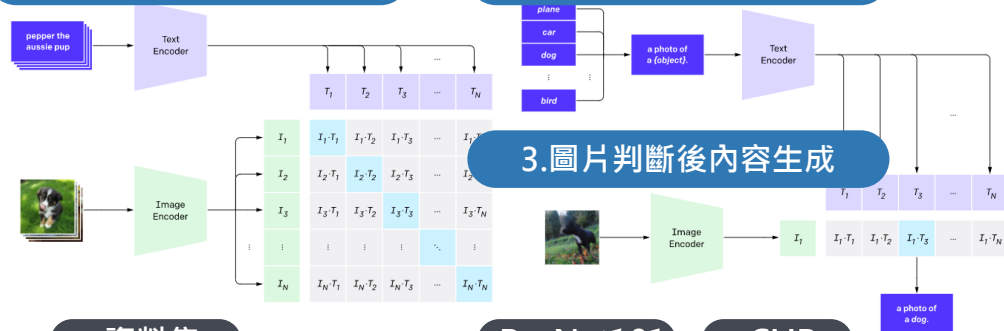 pepper the
aussie pup
Text
Encoder
...
T1 T2 T3 ... TN
I1 I1·T1 I1·T2 I1·T3 ...
I2 I2·T1 I2·T2 I2·T3 ...
I3 I3·T1 I3·T2 I3·T3 ... I3·TN
⋮ ⋮ ⋮ ⋮ ⋱ ⋮
IN IN·T1 IN·T2 IN·T3 ... IN·TN
Image
Encoder
plane
car
dog
⋮ ⋮
bird
a photo of
a {object}.
Text
Encoder
...
3.圖片判斷後內容生成
T1 T2 T3 ... TN
Image
Encoder
I1 I1·T1 I1·T2 I1·T3 ... I1·TN
a photo of
a dog.